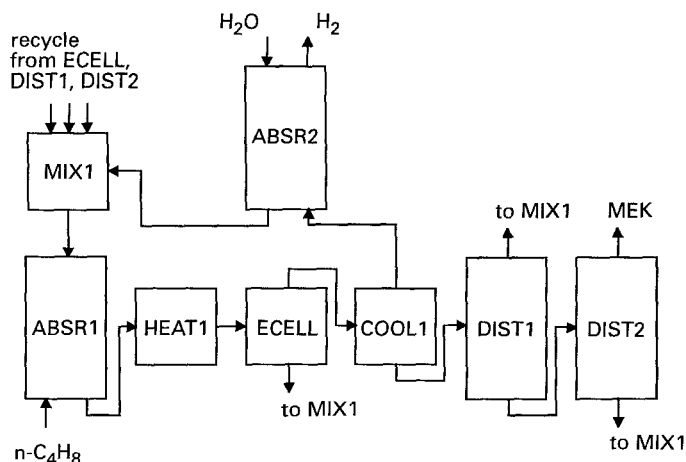 H₂O
H₂
recycle
from ECELL,
DIST1, DIST2
ABSR2
MIX1
to MIX1
MEK
ABSR1
HEAT1
ECELL
COOL1
DIST1
DIST2
to MIX1
to MIX1
n-C₄H₈